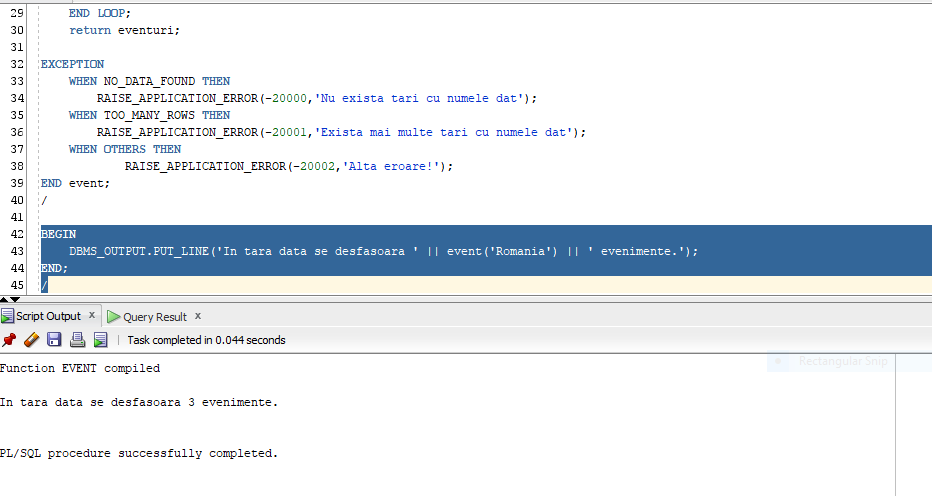 29 END LOOP;
30 return eventuri;
31
32 EXCEPTION
33 WHEN NO_DATA_FOUND THEN
34 RAISE_APPLICATION_ERROR(-20000,'Nu exista tari cu numele dat');
35 WHEN TOO_MANY_ROWS THEN
36 RAISE_APPLICATION_ERROR(-20001,'Exista mai multe tari cu numele dat');
37 WHEN OTHERS THEN
38 RAISE_APPLICATION_ERROR(-20002,'Alta eroare!');
39 END event;
40 /
41
42 BEGIN
43 DBMS_OUTPUT.PUT_LINE('In tara data se desfasoara ' || event('Romania') || ' evenimente.');
44 END;
45 /
Script Output x Query Result x
Task completed in 0.044 seconds
Rectangular Snip
Function EVENT compiled
In tara data se desfasoara 3 evenimente.
PL/SQL procedure successfully completed.